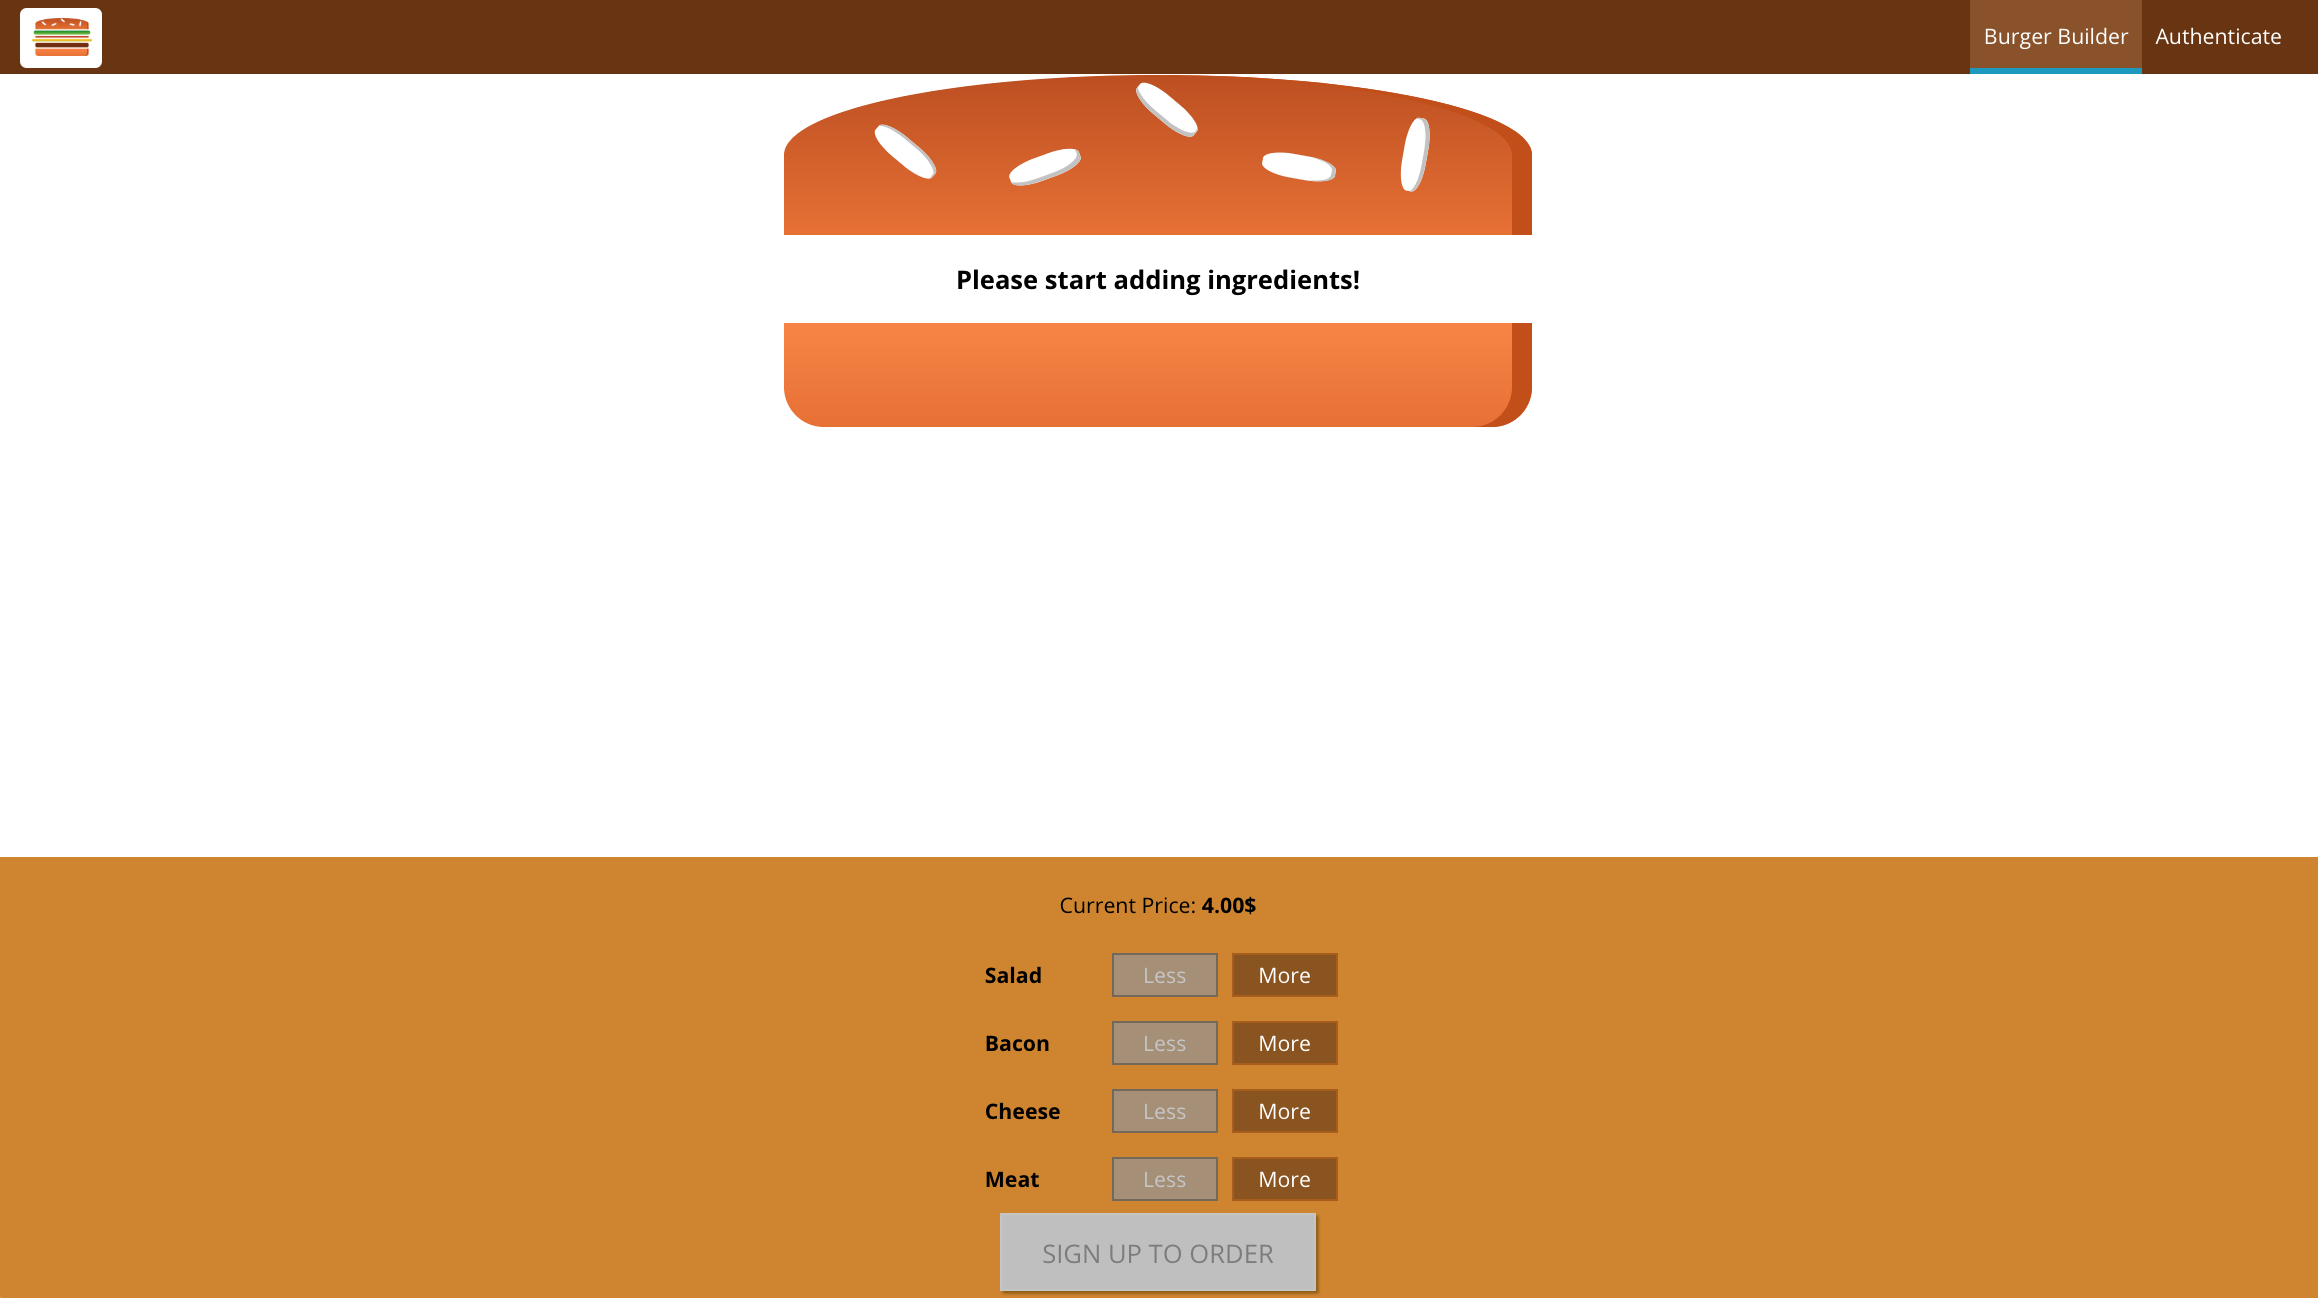 Burger Builder Authenticate
Please start adding ingredients!
Current Price: 4.00$
Salad Less More
Bacon Less More
Cheese Less More
Meat Less More
SIGN UP TO ORDER